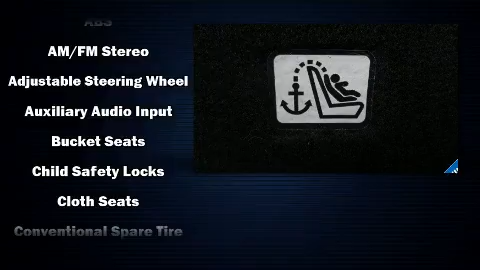 ABS
AM/FM Stereo
Adjustable Steering Wheel
Auxiliary Audio Input
Bucket Seats
Child Safety Locks
Cloth Seats
Conventional Spare Tire